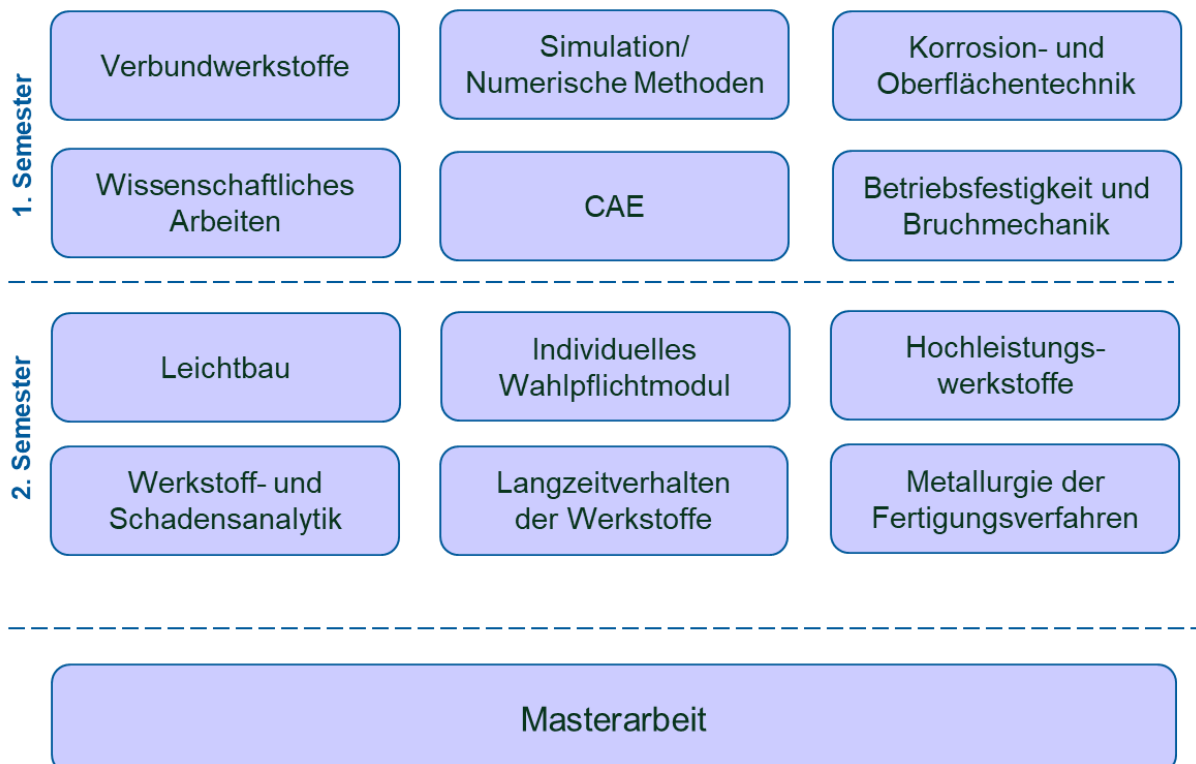 1. Semester
Verbundwerkstoffe
Simulation/
Numerische Methoden
Korrosion- und
Oberflächentechnik
Wissenschaftliches
Arbeiten
CAE
Betriebsfestigkeit und
Bruchmechanik
2. Semester
Leichtbau
Individuelles
Wahlpflichtmodul
Hochleistungs-
werkstoffe
Werkstoff- und
Schadensanalytik
Langzeitverhalten
der Werkstoffe
Metallurgie der
Fertigungsverfahren
Masterarbeit